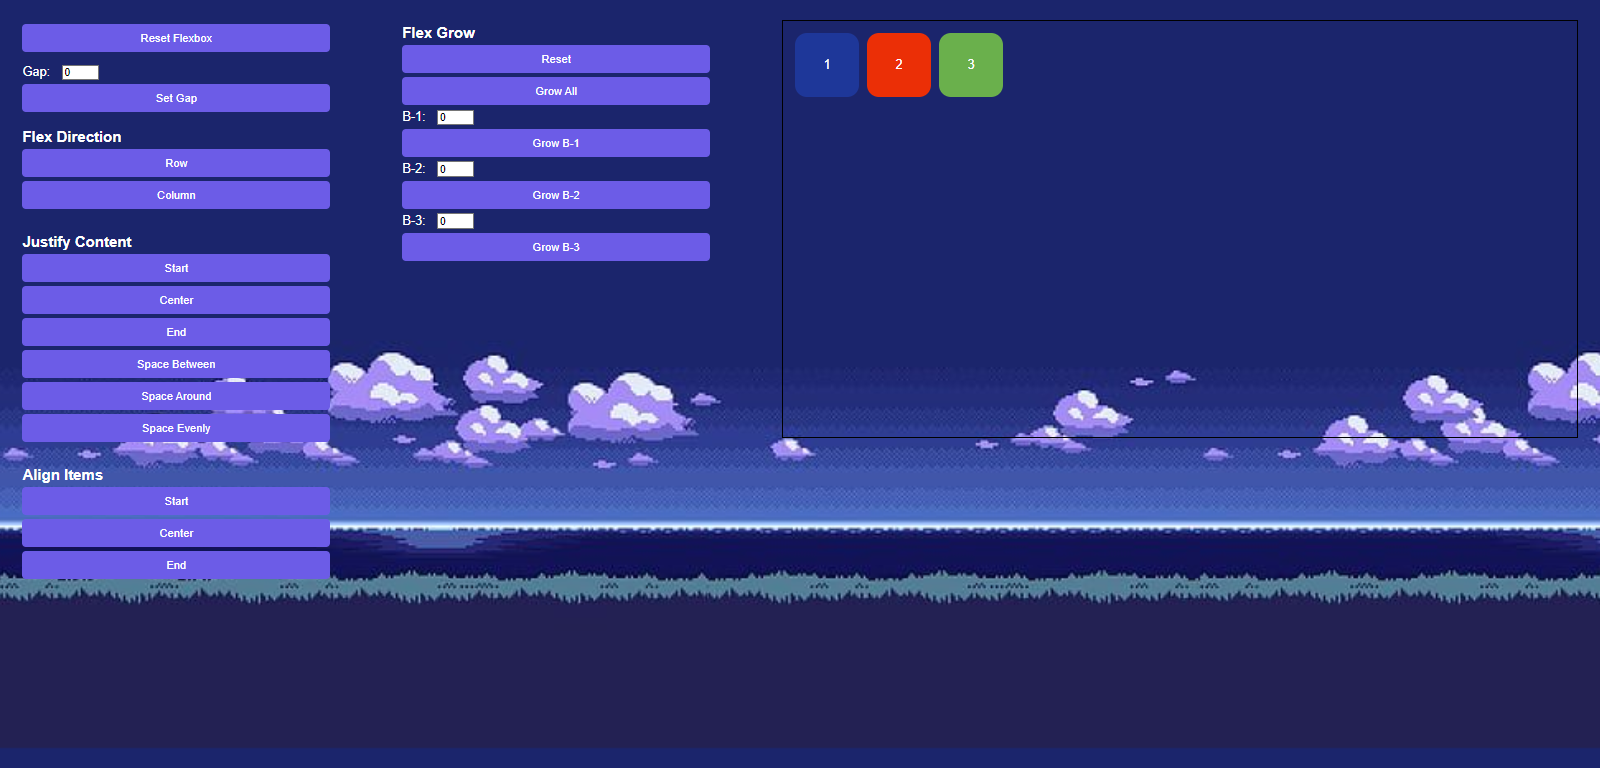 Reset Flexbox
Gap: 0
Set Gap
Flex Direction
Row
Column
Justify Content
Start
Center
End
Space Between
Space Around
Space Evenly
Align Items
Start
Center
End
Flex Grow
Reset
Grow All
B-1: 0
Grow B-1
B-2: 0
Grow B-2
B-3: 0
Grow B-3
1 2 3